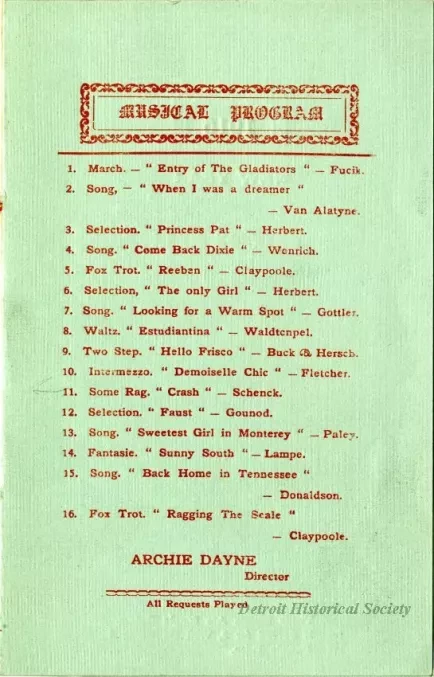 MUSICAL PROGRAM
1. March. — " Entry of The Gladiators " — Fucik.
2. Song, — " When I was a dreamer "
— Van Alatyne.
3. Selection. " Princess Pat " — Herbert.
4. Song. " Come Back Dixie " — Wenrich.
5. Fox Trot. " Reeben " — Claypoole.
6. Selection, " The only Girl " — Herbert.
7. Song. " Looking for a Warm Spot " — Gottler.
8. Waltz. " Estudiantina " — Waldtenpel.
9. Two Step. " Hello Frisco " — Buck & Hersch.
10. Intermezzo. " Demoiselle Chic " — Fletcher.
11. Some Rag. " Crash " — Schenck.
12. Selection. " Faust " — Gounod.
13. Song. " Sweetest Girl in Monterey " — Paley.
14. Fantasie. " Sunny South " — Lampe.
15. Song. " Back Home in Tennessee "
— Donaldson.
16. Fox Trot. " Ragging The Scale "
— Claypoole.
ARCHIE DAYNE
Director
All Requests Played
Detroit Historical Society